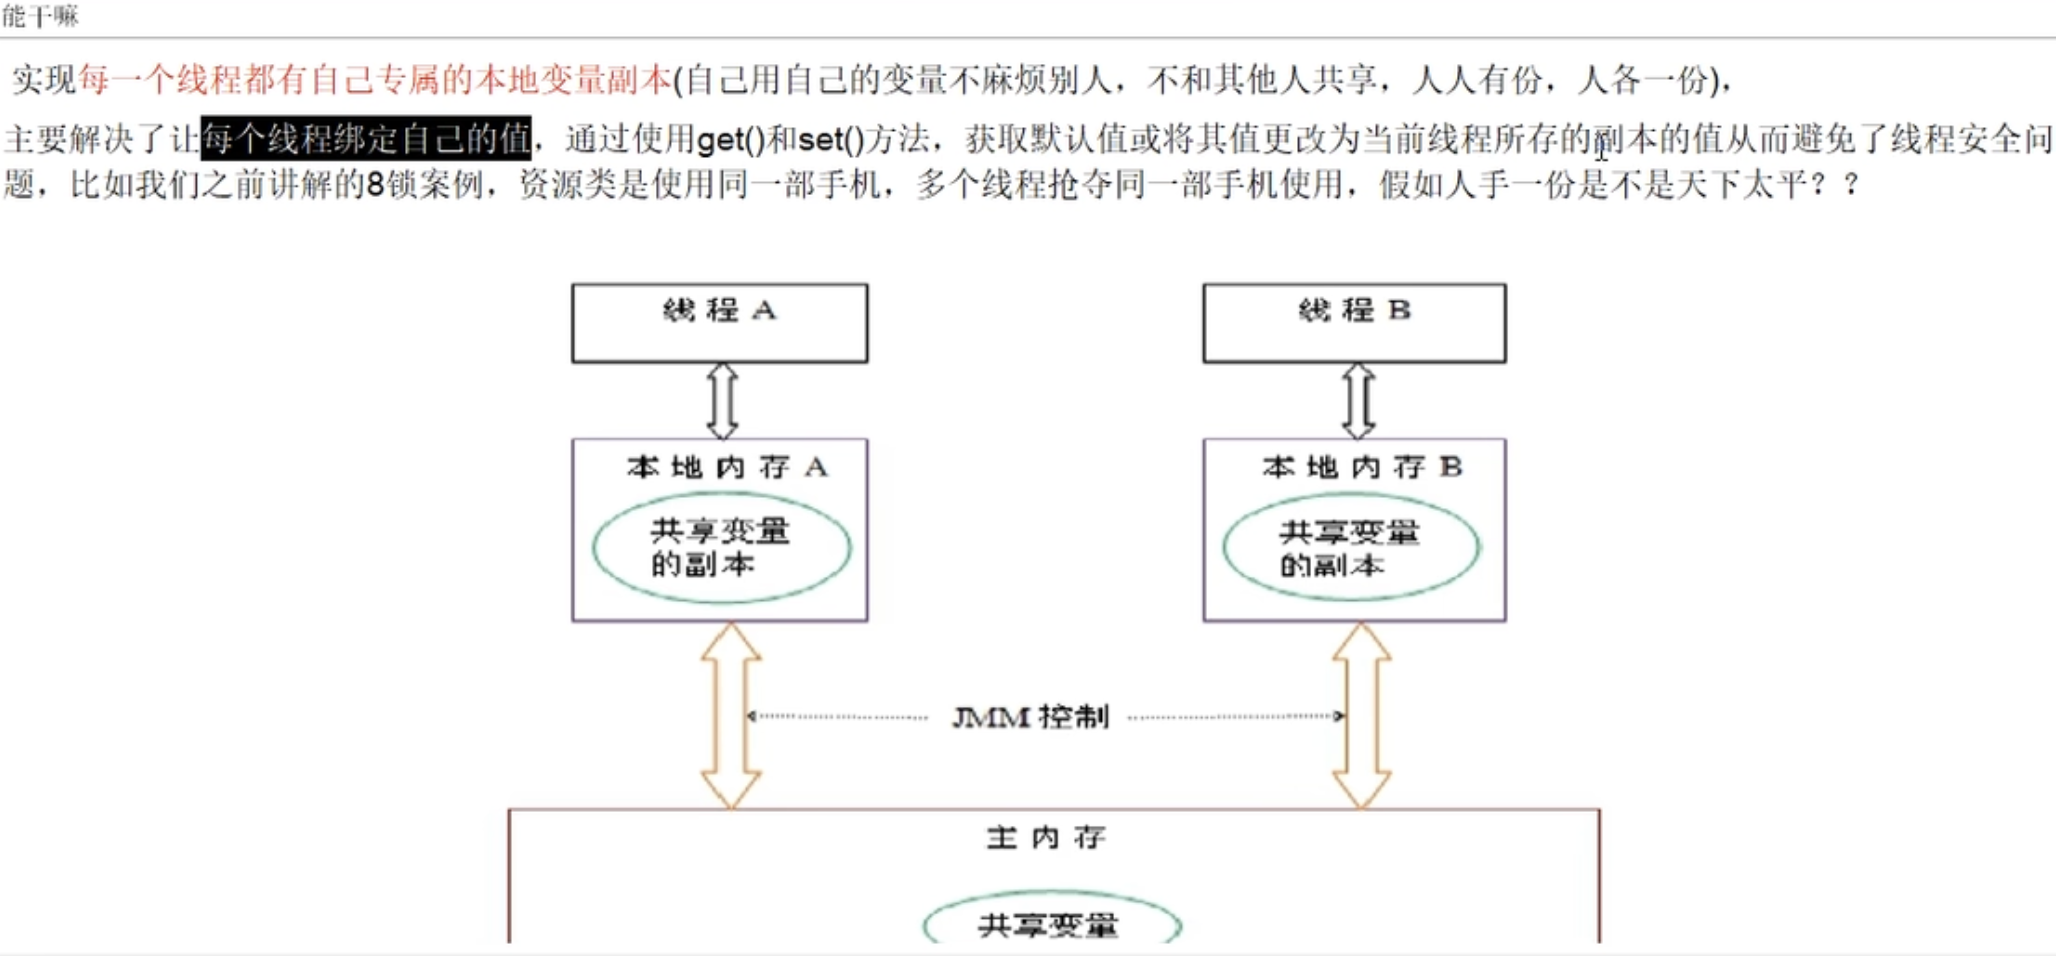 能干嘛
实现每一个线程都有自己专属的本地变量副本(自己用自己的变量不麻烦别人，不和其他人共享，人人有份，人各一份),
主要解决了让每个线程绑定自己的值，通过使用get()和set()方法，获取默认值或将其值更改为当前线程所存的副本的值从而避免了线程安全问
题，比如我们之前讲解的8锁案例，资源类是使用同一部手机，多个线程抢夺同一部手机使用，假如人手一份是不是天下太平？？
线程A
线程B
本地内存A
本地内存B
共享变量
的副本
共享变量
的副本
JMM控制
主内存
共享变量